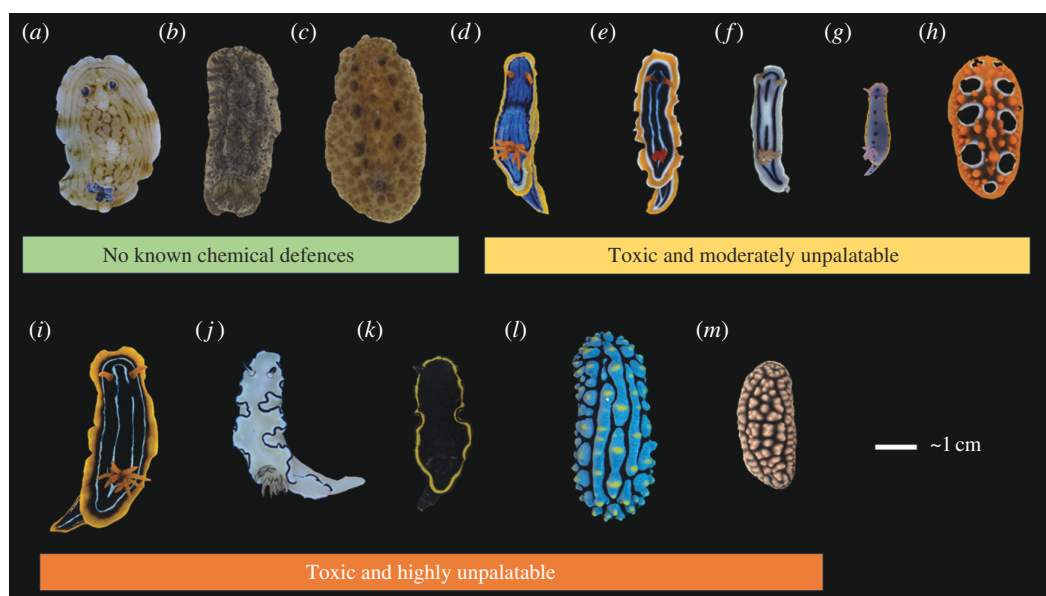 (a) (b) (c) (d) (e) (f) (g) (h)
No known chemical defences Toxic and moderately unpalatable
(i) (j) (k) (l) (m)
~1 cm
Toxic and highly unpalatable